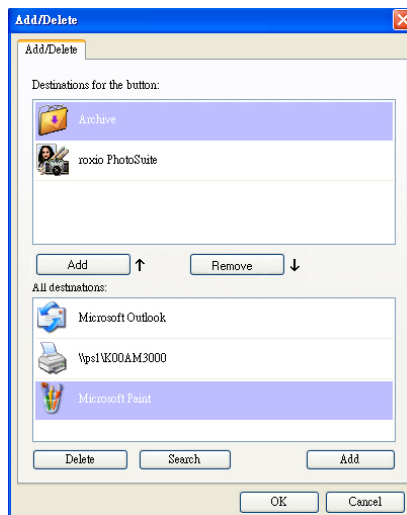 Add/Delete
Add/Delete
Destinations for the button:
Archive
roxio PhotoSuite
Add ↑ Remove ↓
All destinations:
Microsoft Outlook
\\ps1\K00AM3000
Microsoft Paint
Delete Search Add
OK Cancel